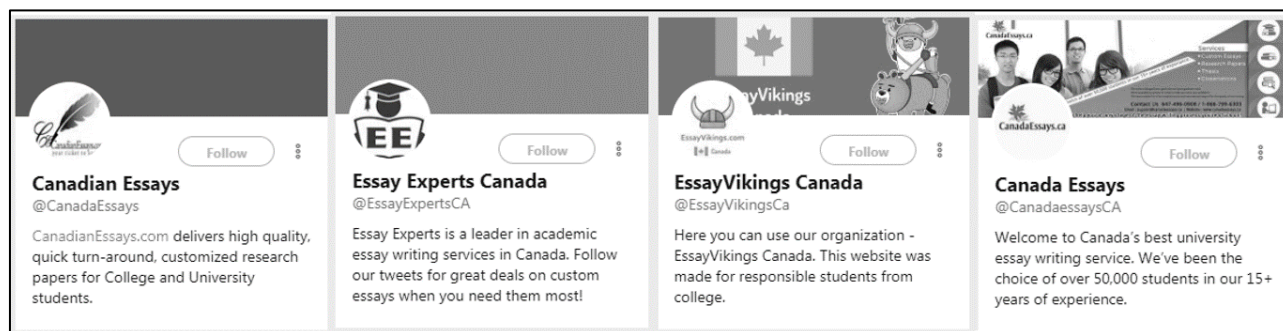 Follow
Canadian Essays
@CanadaEssays
CanadianEssays.com delivers high quality,
quick turn-around, customized research
papers for College and University
students.
EE
Follow
Essay Experts Canada
@EssayExpertsCA
Essay Experts is a leader in academic
essay writing services in Canada. Follow
our tweets for great deals on custom
essays when you need them most!
ayVikings
EssayVikings.com
Canada
Follow
EssayVikings Canada
@EssayVikingsCa
Here you can use our organization -
EssayVikings Canada. This website was
made for responsible students from
college.
CanadaEssays.ca
Services
• Custom Essays
• Research Papers
• Thesis
• Dissertations
CanadaEssays.ca
Follow
Canada Essays
@CanadaessaysCA
Welcome to Canada's best university
essay writing service. We've been the
choice of over 50,000 students in our 15+
years of experience.